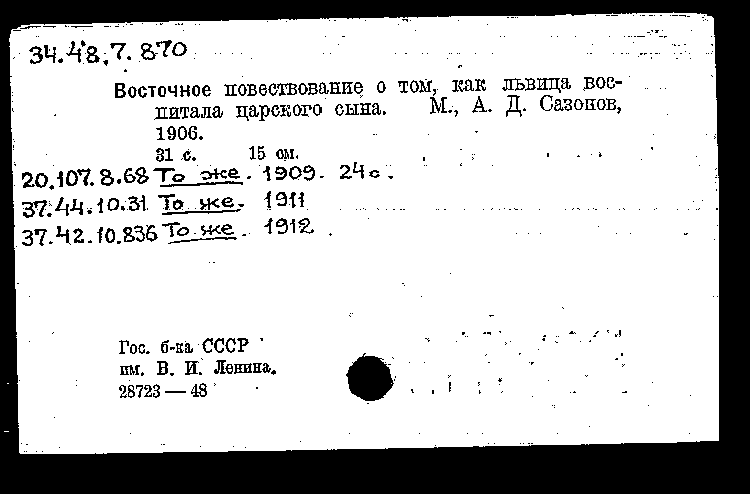 34.48.7.870
Восточное повествование о том, как львица вос-
питала царского сына. М., А. Д. Сазонов,
1906.
31 с. 15 см.
20.107.8.68 То же. 1909. 24с.
37.44.10.31 То же. 1911
37.42.10.836 То же. 1912.
Гос. б-ка СССР
им. В. И. Ленина.
28723 — 48